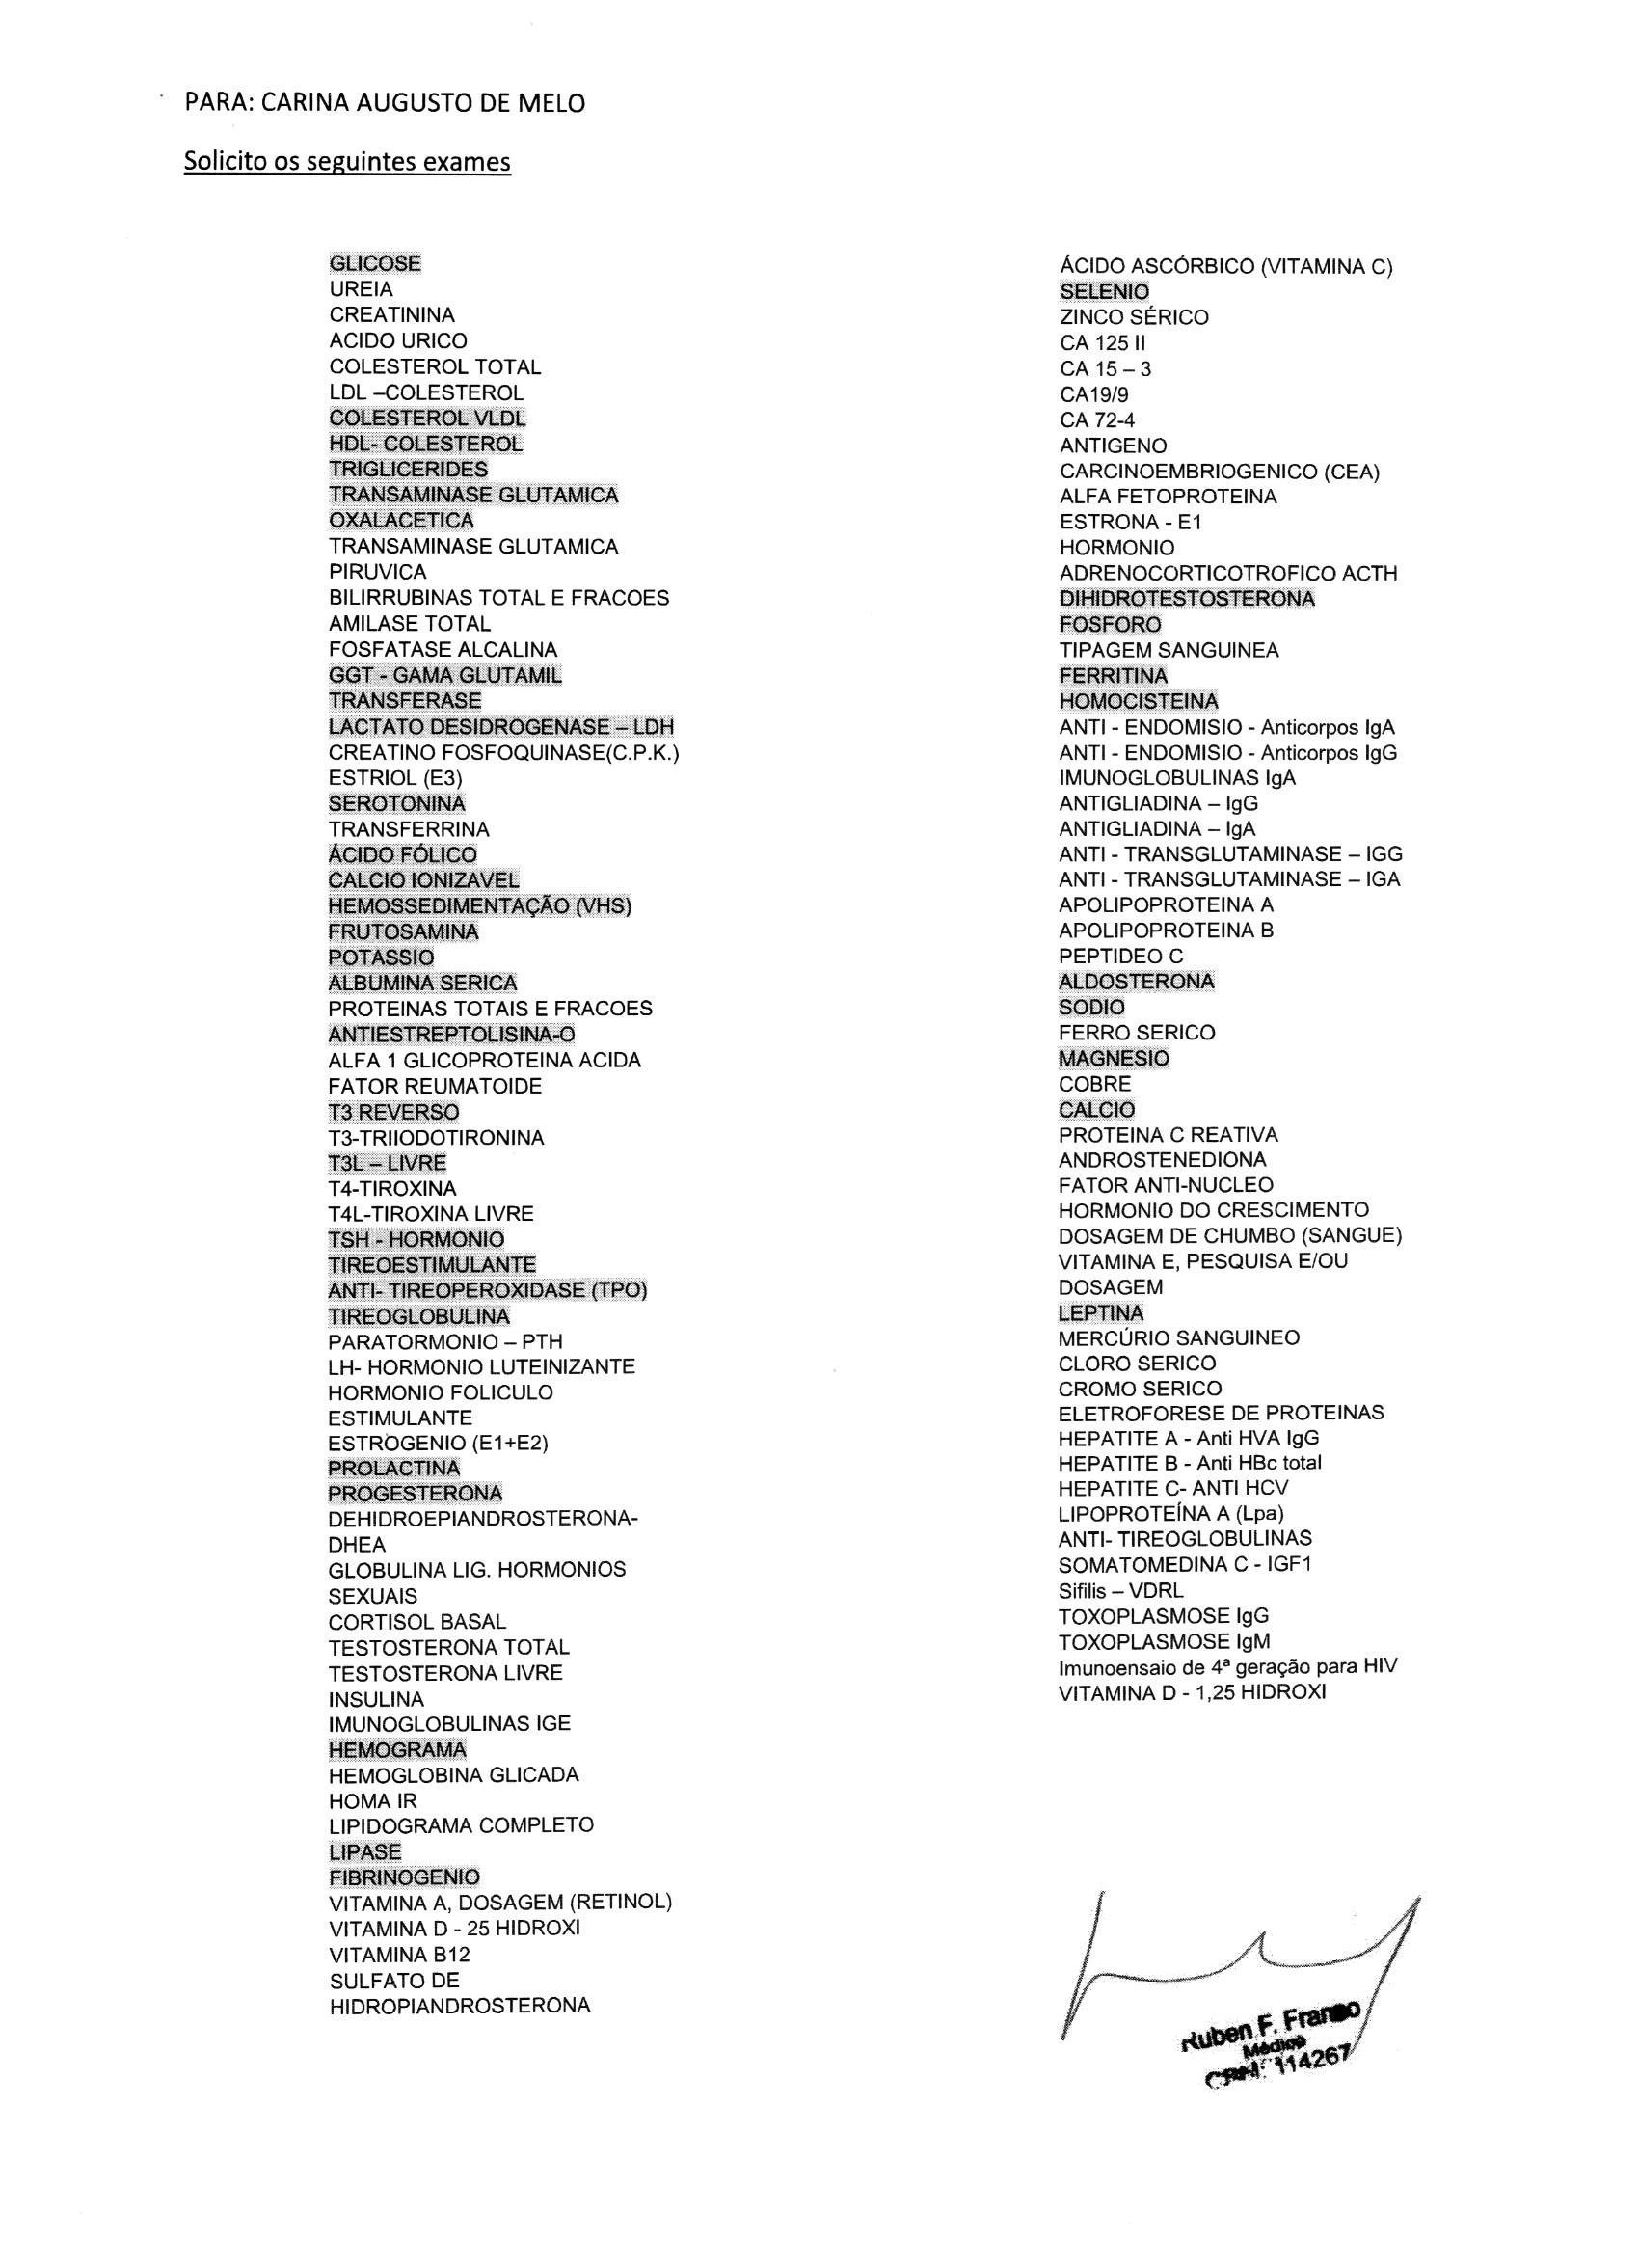 PARA: CARINA AUGUSTO DE MELO
Solicito os seguintes exames
GLICOSE
UREIA
CREATININA
ACIDO URICO
COLESTEROL TOTAL
LDL –COLESTEROL
COLESTEROL VLDL
HDL- COLESTEROL
TRIGLICERIDES
TRANSAMINASE GLUTAMICA
OXALACETICA
TRANSAMINASE GLUTAMICA
PIRUVICA
BILIRRUBINAS TOTAL E FRACOES
AMILASE TOTAL
FOSFATASE ALCALINA
GGT - GAMA GLUTAMIL
TRANSFERASE
LACTATO DESIDROGENASE – LDH
CREATINO FOSFOQUINASE(C.P.K.)
ESTRIOL (E3)
SEROTONINA
TRANSFERRINA
ÁCIDO FÓLICO
CALCIO IONIZAVEL
HEMOSSEDIMENTAÇÃO (VHS)
FRUTOSAMINA
POTASSIO
ALBUMINA SERICA
PROTEINAS TOTAIS E FRACOES
ANTIESTREPTOLISINA-O
ALFA 1 GLICOPROTEINA ACIDA
FATOR REUMATOIDE
T3 REVERSO
T3-TRIIODOTIRONINA
T3L – LIVRE
T4-TIROXINA
T4L-TIROXINA LIVRE
TSH - HORMONIO
TIREOESTIMULANTE
ANTI- TIREOPEROXIDASE (TPO)
TIREOGLOBULINA
PARATORMONIO – PTH
LH- HORMONIO LUTEINIZANTE
HORMONIO FOLICULO
ESTIMULANTE
ESTROGENIO (E1+E2)
PROLACTINA
PROGESTERONA
DEHIDROEPIANDROSTERONA-
DHEA
GLOBULINA LIG. HORMONIOS
SEXUAIS
CORTISOL BASAL
TESTOSTERONA TOTAL
TESTOSTERONA LIVRE
INSULINA
IMUNOGLOBULINAS IGE
HEMOGRAMA
HEMOGLOBINA GLICADA
HOMA IR
LIPIDOGRAMA COMPLETO
LIPASE
FIBRINOGENIO
VITAMINA A, DOSAGEM (RETINOL)
VITAMINA D - 25 HIDROXI
VITAMINA B12
SULFATO DE
HIDROPIANDROSTERONA
ÁCIDO ASCÓRBICO (VITAMINA C)
SELENIO
ZINCO SÉRICO
CA 125 II
CA 15 – 3
CA19/9
CA 72-4
ANTIGENO
CARCINOEMBRIOGENICO (CEA)
ALFA FETOPROTEINA
ESTRONA - E1
HORMONIO
ADRENOCORTICOTROFICO ACTH
DIHIDROTESTOSTERONA
FOSFORO
TIPAGEM SANGUINEA
FERRITINA
HOMOCISTEINA
ANTI - ENDOMISIO - Anticorpos IgA
ANTI - ENDOMISIO - Anticorpos IgG
IMUNOGLOBULINAS IgA
ANTIGLIADINA – IgG
ANTIGLIADINA – IgA
ANTI - TRANSGLUTAMINASE – IGG
ANTI - TRANSGLUTAMINASE – IGA
APOLIPOPROTEINA A
APOLIPOPROTEINA B
PEPTIDEO C
ALDOSTERONA
SODIO
FERRO SERICO
MAGNESIO
COBRE
CALCIO
PROTEINA C REATIVA
ANDROSTENEDIONA
FATOR ANTI-NUCLEO
HORMONIO DO CRESCIMENTO
DOSAGEM DE CHUMBO (SANGUE)
VITAMINA E, PESQUISA E/OU
DOSAGEM
LEPTINA
MERCÚRIO SANGUINEO
CLORO SERICO
CROMO SERICO
ELETROFORESE DE PROTEINAS
HEPATITE A - Anti HVA IgG
HEPATITE B - Anti HBc total
HEPATITE C- ANTI HCV
LIPOPROTEÍNA A (Lpa)
ANTI- TIREOGLOBULINAS
SOMATOMEDINA C - IGF1
Sifilis – VDRL
TOXOPLASMOSE IgG
TOXOPLASMOSE IgM
Imunoensaio de 4ª geração para HIV
VITAMINA D - 1,25 HIDROXI
Ruben F. Franco
Médico
CRM: 114267